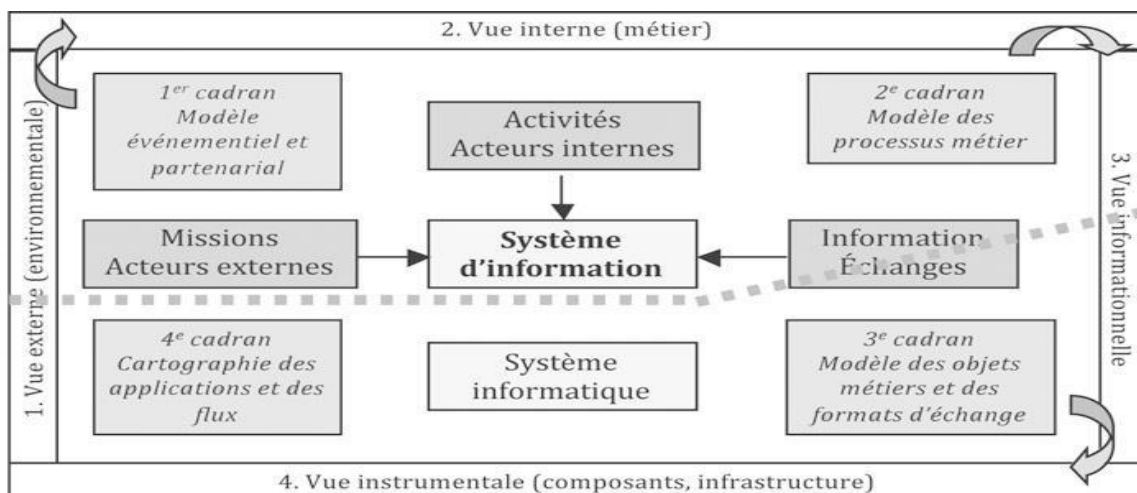 2. Vue interne (métier)
1. Vue externe (environnementale)
1er cadran
Modèle
événementiel et
partenarial
Activités
Acteurs internes
2e cadran
Modèle des
processus métier
3. Vue informationnelle
Missions
Acteurs externes
Système
d'information
Information
Échanges
4e cadran
Cartographie des
applications et des
flux
Système
informatique
3e cadran
Modèle des objets
métiers et des
formats d'échange
4. Vue instrumentale (composants, infrastructure)